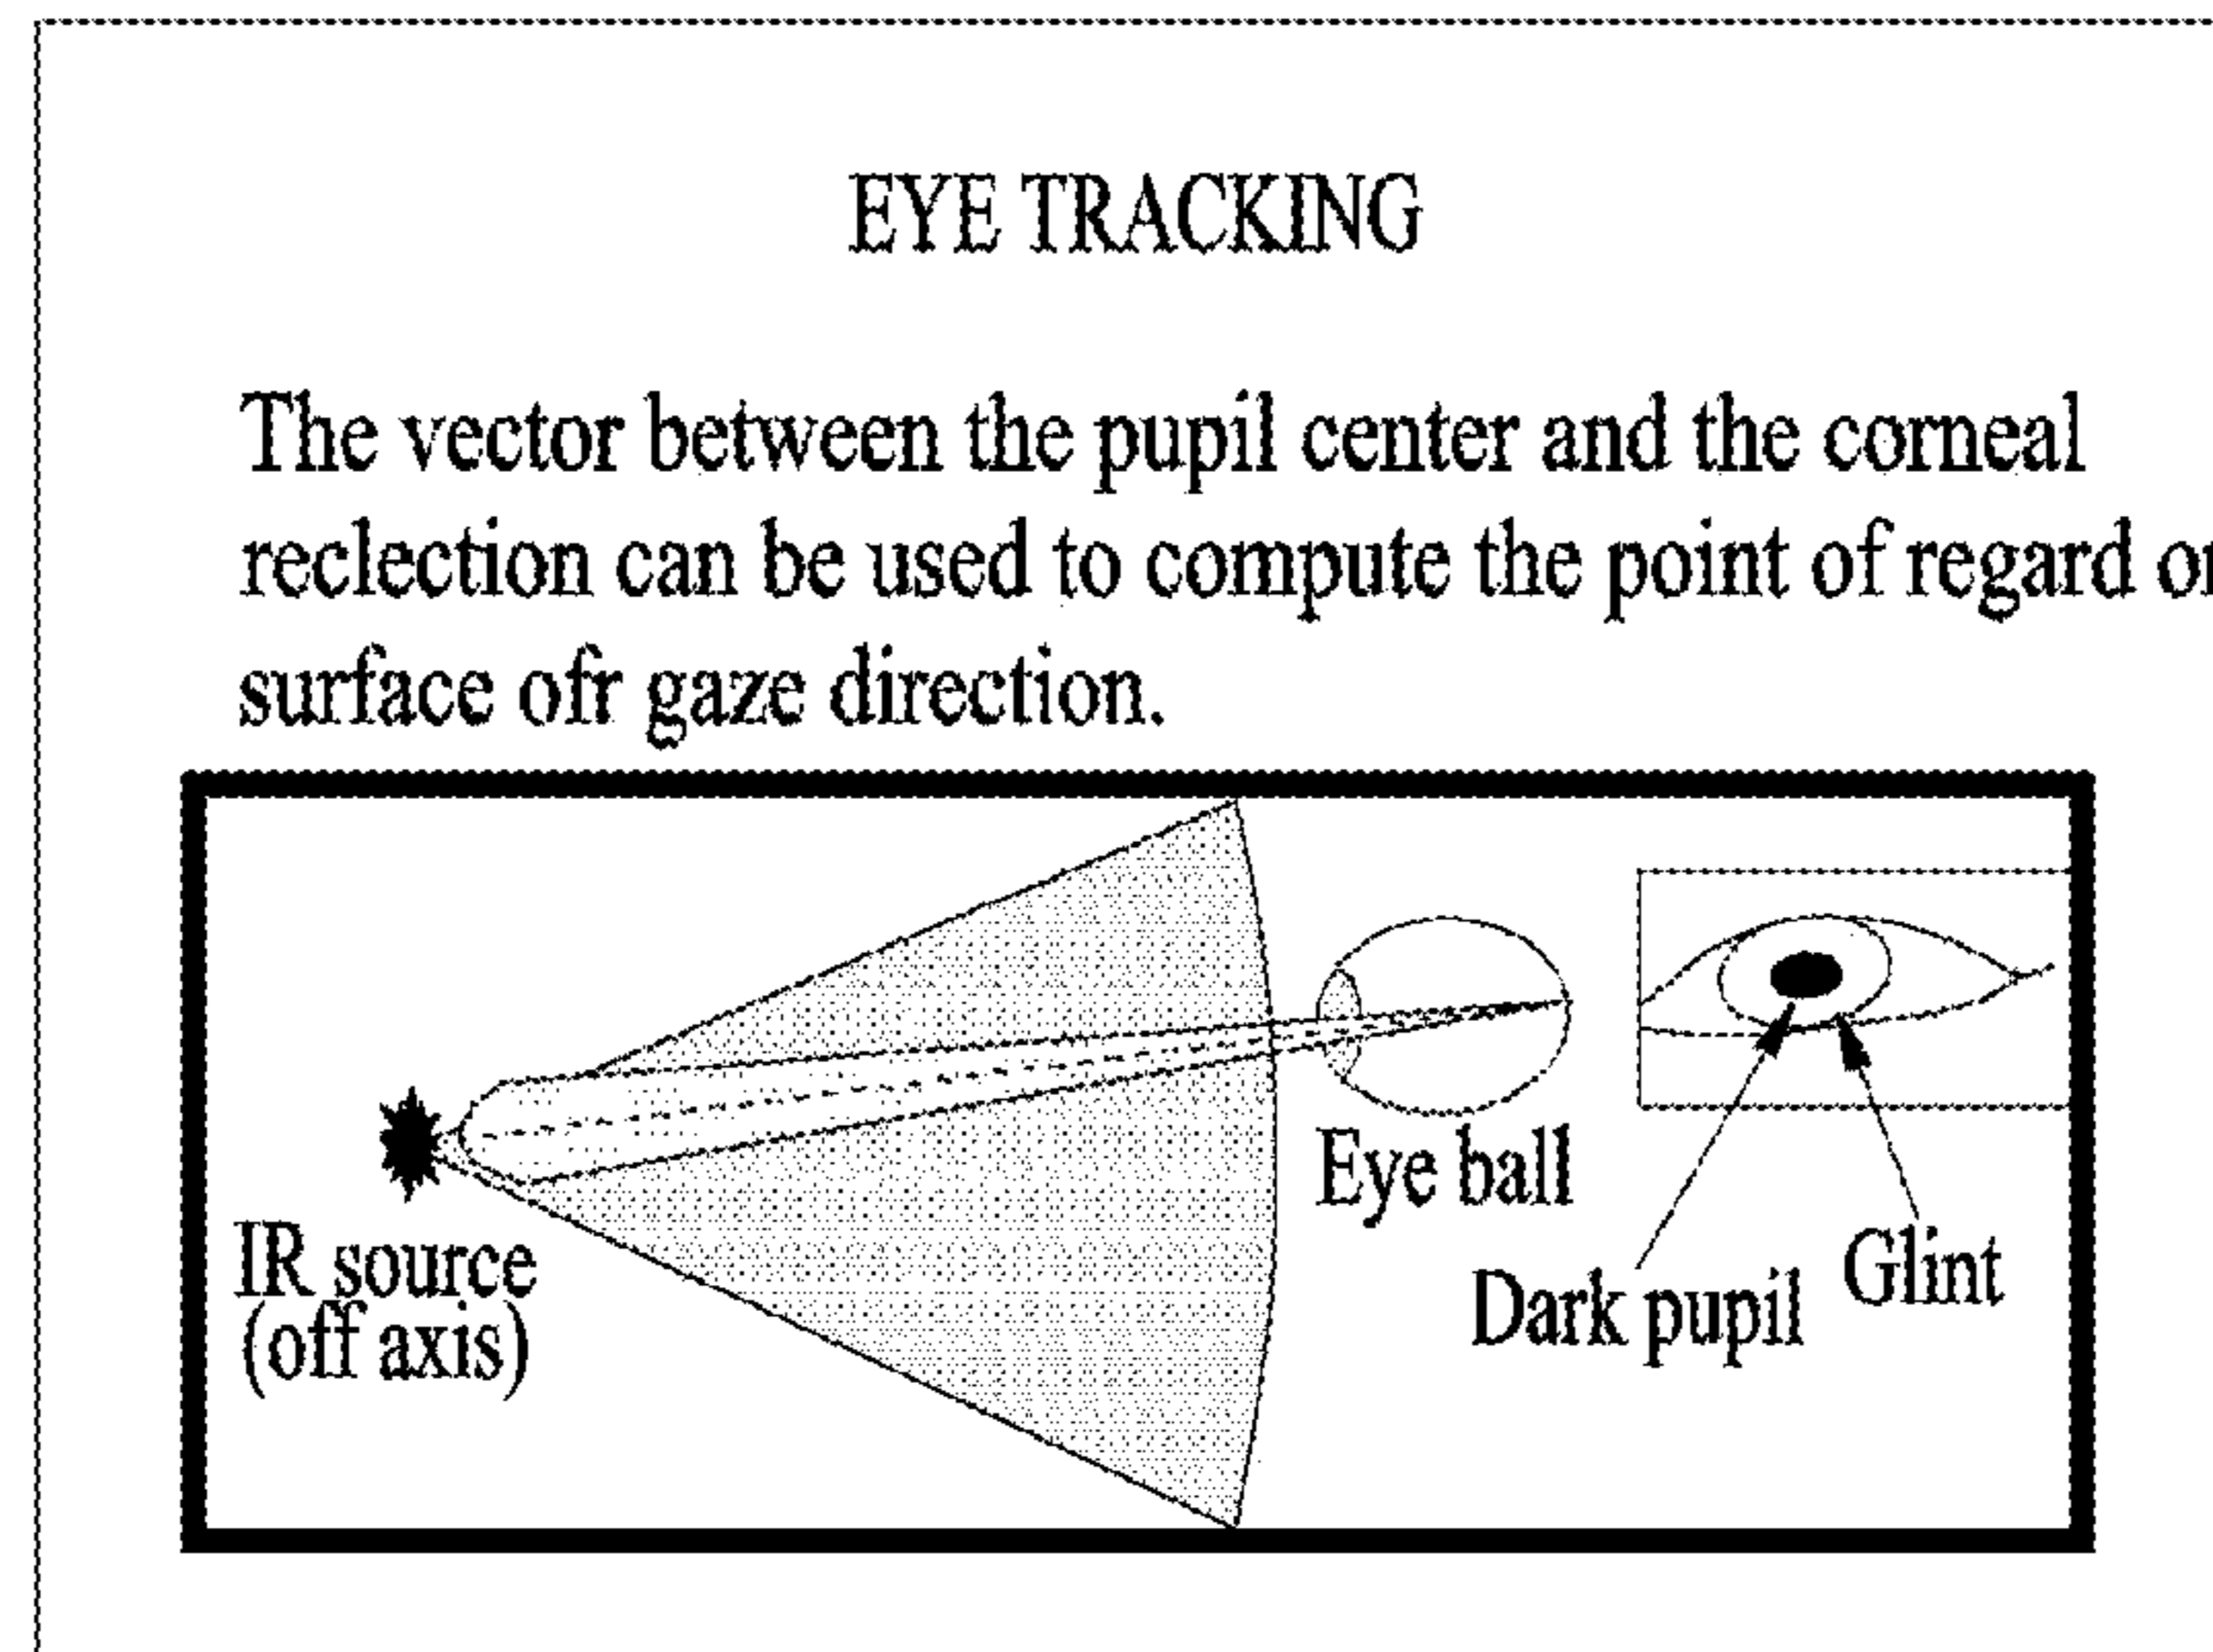 EYE TRACKING
The vector between the pupil center and the corneal
reclection can be used to compute the point of regard
surface ofr gaze direction.
Eye ball
IR source
(off axis)
Dark pupil
Glint